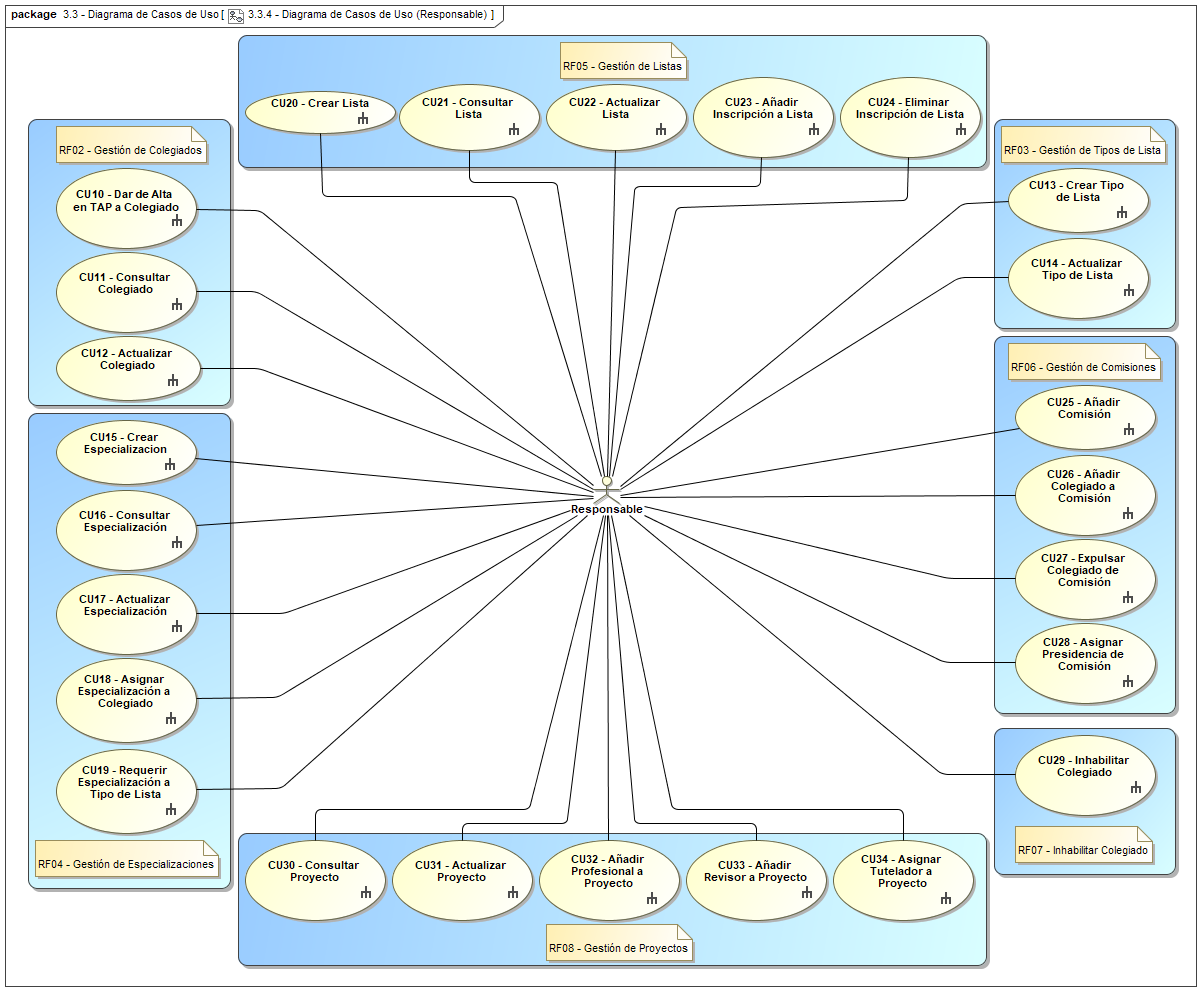 package 3.3 - Diagrama de Casos de Uso [ 3.3.4 - Diagrama de Casos de Uso (Responsable) ]
RF05 - Gestión de Listas
CU20 - Crear Lista
CU21 - Consultar
Lista
CU22 - Actualizar
Lista
CU23 - Añadir
Inscripción a Lista
CU24 - Eliminar
Inscripción de Lista
RF02 - Gestión de Colegiados
CU10 - Dar de Alta
en TAP a Colegiado
CU11 - Consultar
Colegiado
CU12 - Actualizar
Colegiado
RF03 - Gestión de Tipos de Lista
CU13 - Crear Tipo
de Lista
CU14 - Actualizar
Tipo de Lista
RF06 - Gestión de Comisiones
CU25 - Añadir
Comisión
CU26 - Añadir
Colegiado a
Comisión
CU27 - Expulsar
Colegiado de
Comisión
CU28 - Asignar
Presidencia de
Comisión
Responsable
CU15 - Crear
Especializacion
CU16 - Consultar
Especialización
CU17 - Actualizar
Especialización
CU18 - Asignar
Especialización a
Colegiado
CU19 - Requerir
Especialización a
Tipo de Lista
RF04 - Gestión de Especializaciones
CU29 - Inhabilitar
Colegiado
RF07 - Inhabilitar Colegiado
CU30 - Consultar
Proyecto
CU31 - Actualizar
Proyecto
CU32 - Añadir
Profesional a
Proyecto
CU33 - Añadir
Revisor a Proyecto
CU34 - Asignar
Tutelador a
Proyecto
RF08 - Gestión de Proyectos